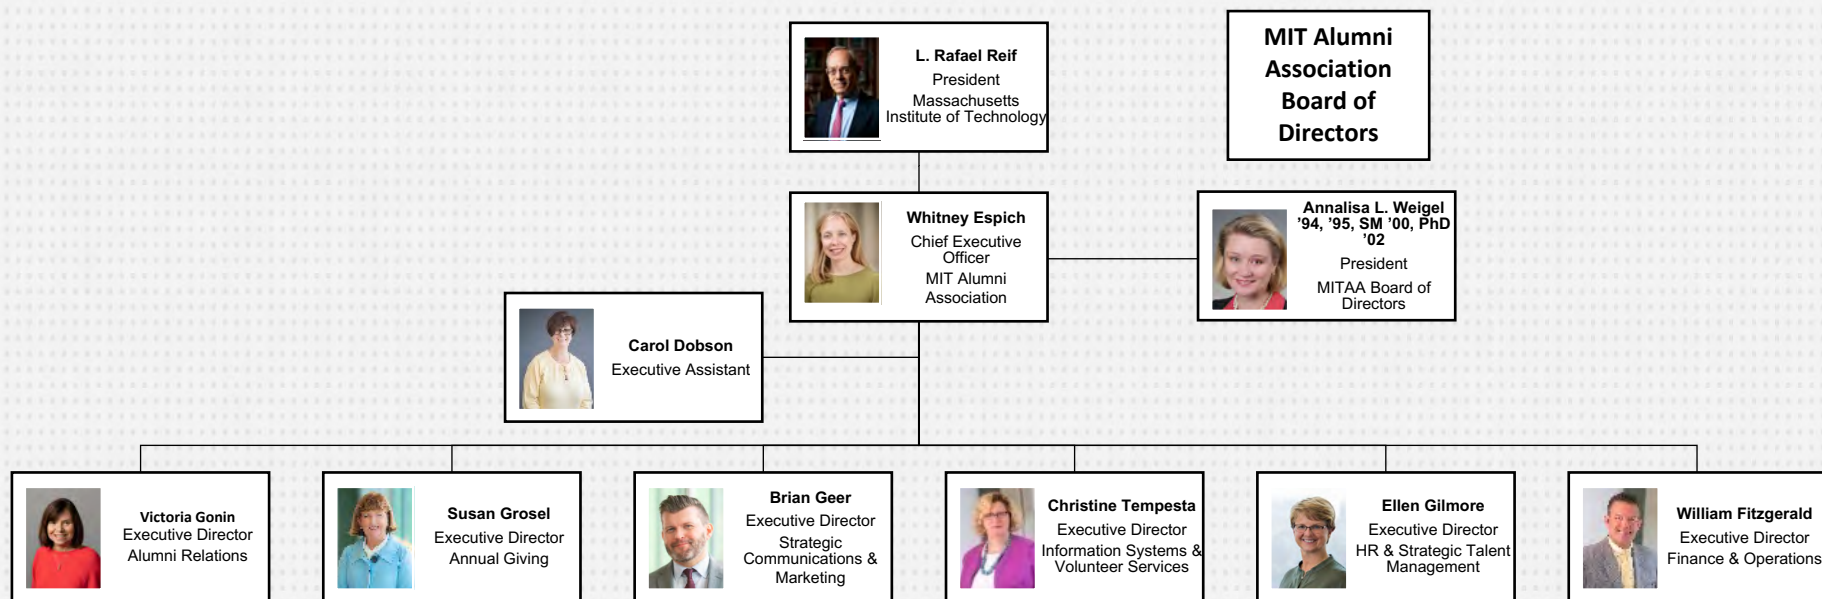 L. Rafael Reif
President
Massachusetts
Institute of Technology
MIT Alumni
Association
Board of
Directors
Whitney Espich
Chief Executive
Officer
MIT Alumni
Association
Annalisa L. Weigel
’94, ’95, SM ’00, PhD
’02
President
MITAA Board of
Directors
Carol Dobson
Executive Assistant
Victoria Gonin
Executive Director
Alumni Relations
Susan Grosel
Executive Director
Annual Giving
Brian Geer
Executive Director
Strategic
Communications &
Marketing
Christine Tempesta
Executive Director
Information Systems &
Volunteer Services
Ellen Gilmore
Executive Director
HR & Strategic Talent
Management
William Fitzgerald
Executive Director
Finance & Operations